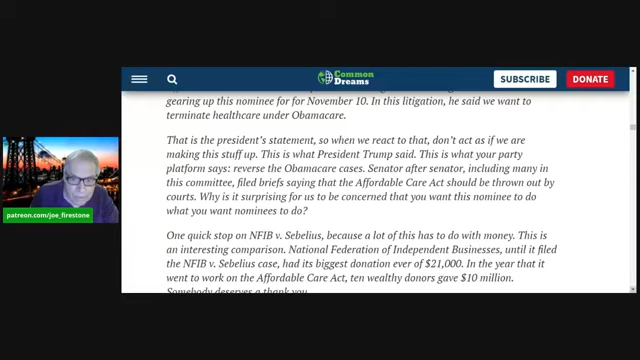 Common
Dreams
SUBSCRIBE
DONATE
gearing up this nominee for for November 10. In this litigation, he said we want to
terminate healthcare under Obamacare.
That is the president's statement, so when we react to that, don't act as if we are
making this stuff up. This is what President Trump said. This is what your party
platform says: reverse the Obamacare cases. Senator after senator, including many in
this committee, filed briefs saying that the Affordable Care Act should be thrown out by
courts. Why is it surprising for us to be concerned that you want this nominee to do
what you want nominees to do?
One quick stop on NFIB v. Sebelius, because a lot of this has to do with money. This is
an interesting comparison. National Federation of Independent Businesses, until it filed
the NFIB v. Sebelius case, had its biggest donation ever of $21,000. In the year that it
went to work on the Affordable Care Act, ten wealthy donors gave $10 million.
Somebody deserves a thank you
patreon.com/joe_firestone